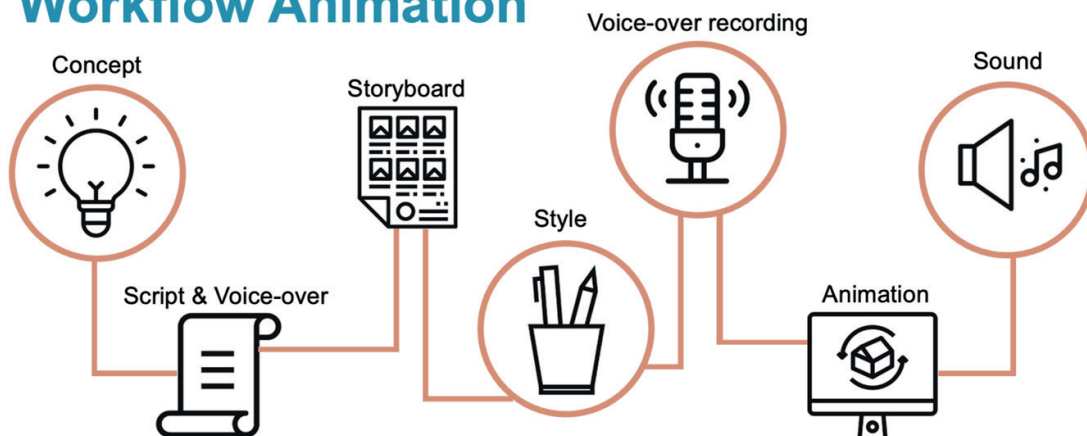 Workflow Animation
Concept
Script & Voice-over
Storyboard
Style
Voice-over recording
Animation
Sound